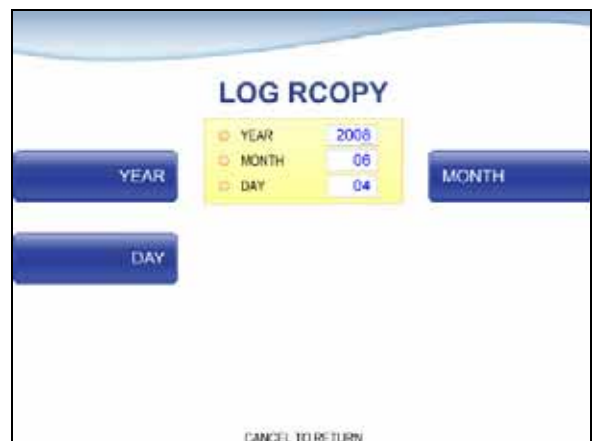 LOG RCOPY
YEAR 2008
MONTH 06
DAY 04
YEAR
MONTH
DAY
CANCEL TO RETURN